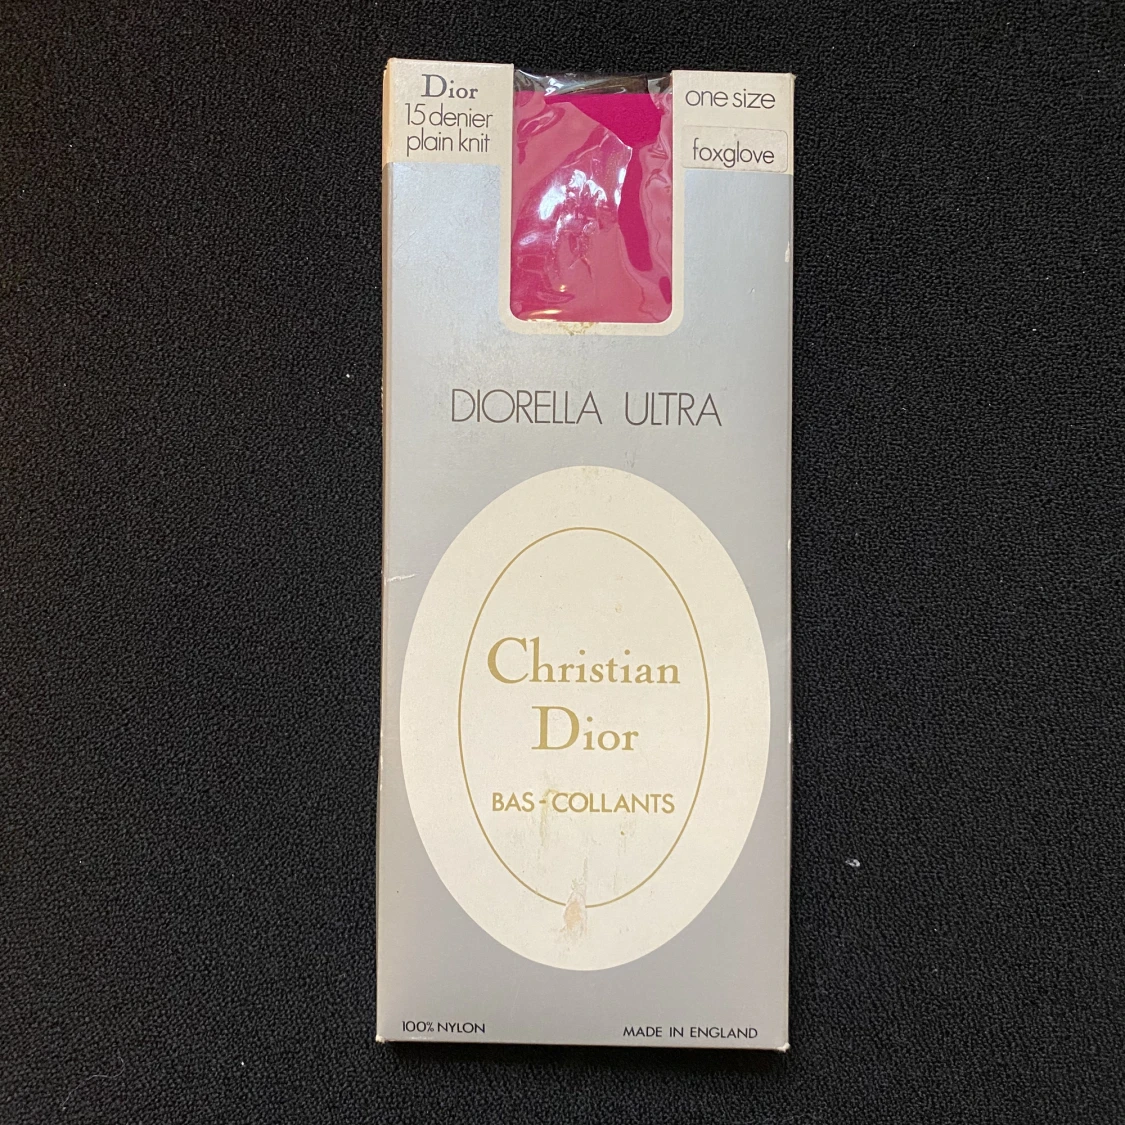 Dior
15 denier
plain knit
one size
foxglove
DIORELLA ULTRA
Christian
Dior
BAS-COLLANTS
100% NYLON
MADE IN ENGLAND